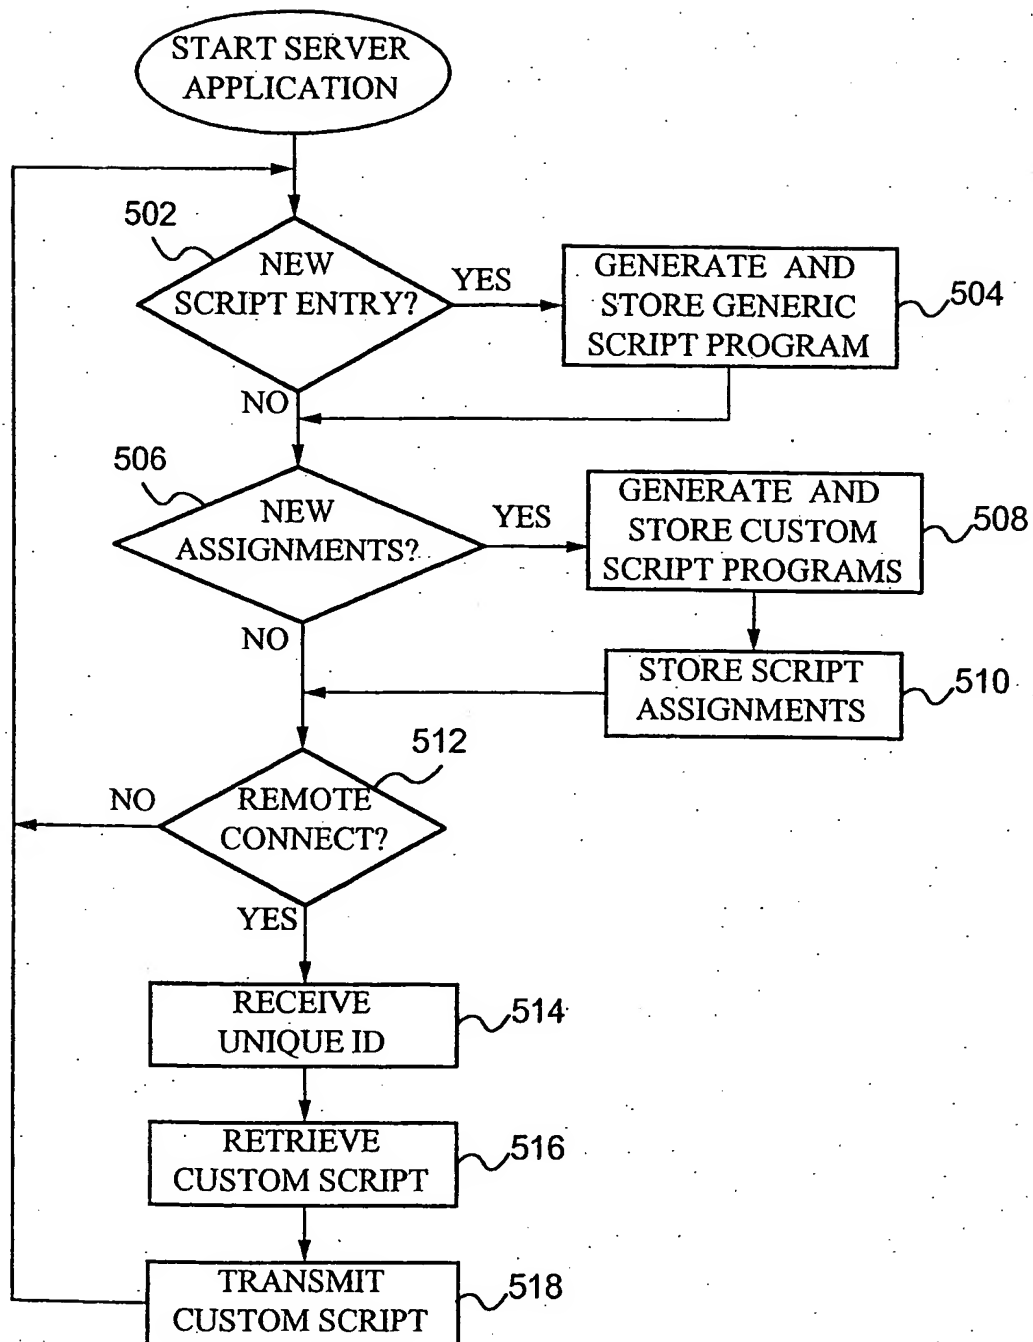 START SERVER
APPLICATION
502
NEW
SCRIPT ENTRY?
YES
GENERATE AND
STORE GENERIC
SCRIPT PROGRAM
504
NO
506
NEW
ASSIGNMENTS?
YES
GENERATE AND
STORE CUSTOM
SCRIPT PROGRAMS
508
NO
STORE SCRIPT
ASSIGNMENTS
510
512
REMOTE
CONNECT?
NO
YES
RECEIVE
UNIQUE ID
514
RETRIEVE
CUSTOM SCRIPT
516
TRANSMIT
CUSTOM SCRIPT
518